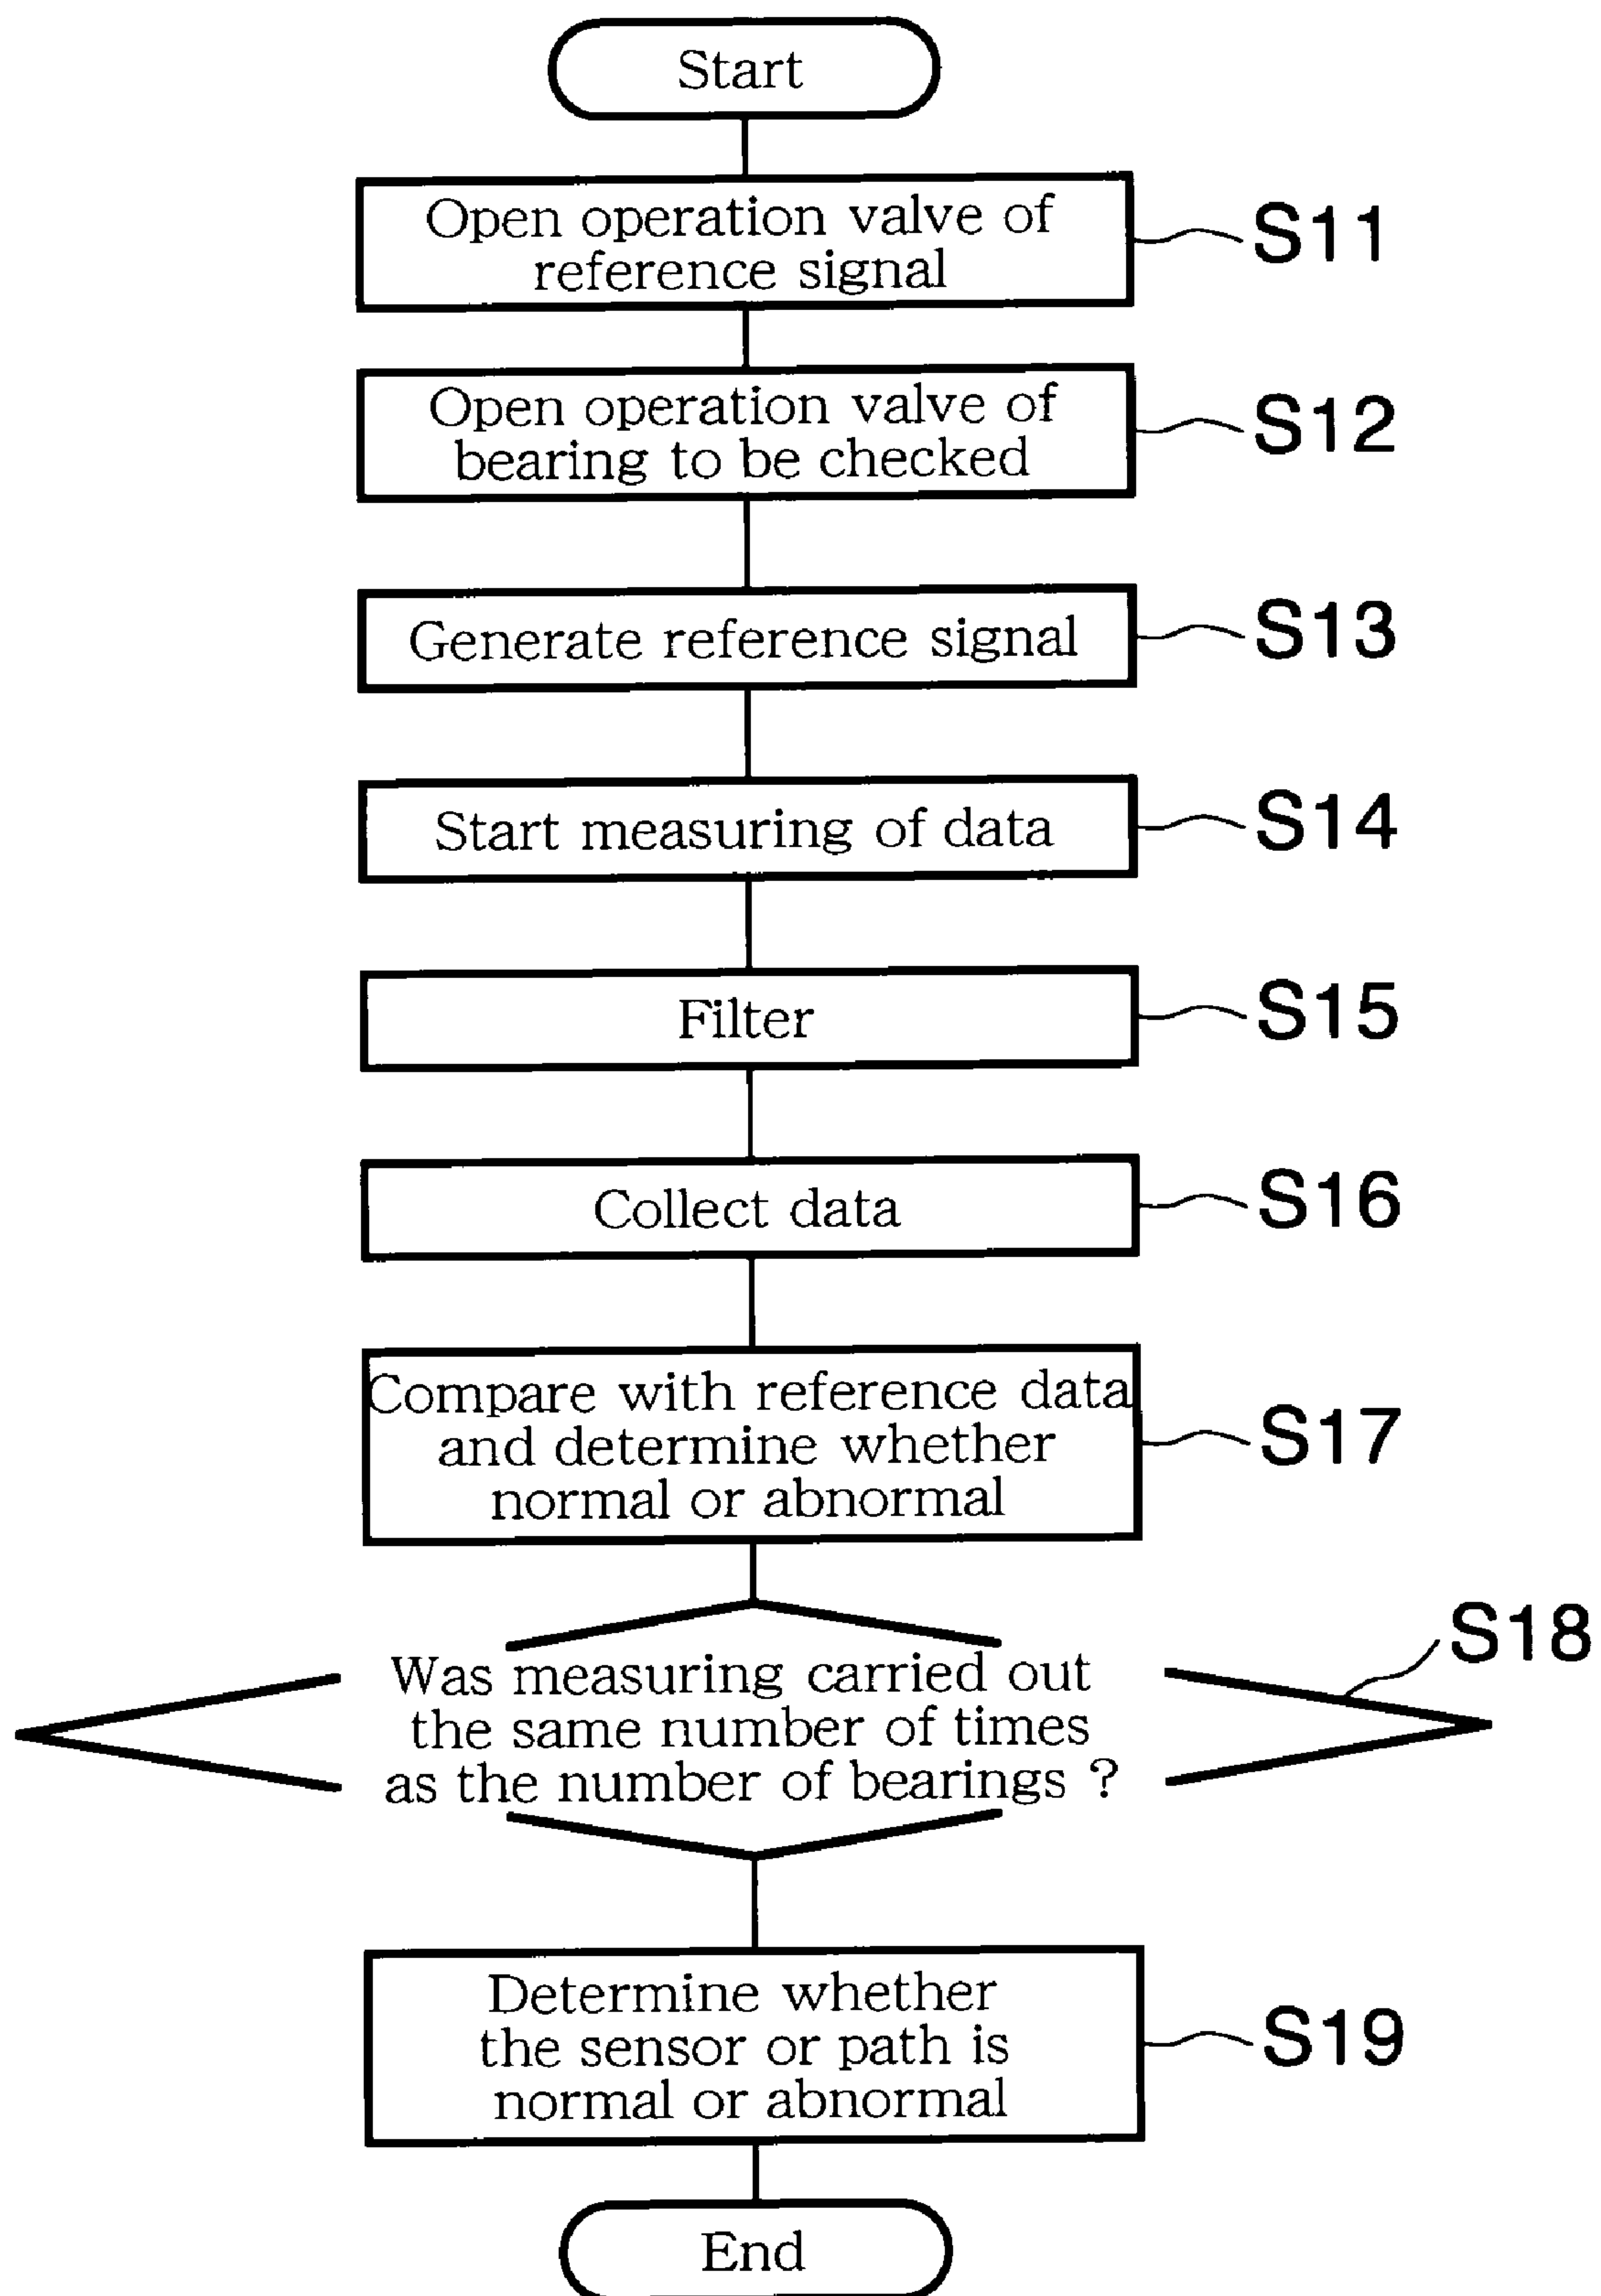 Start
Open operation valve of
reference signal
S11
Open operation valve of
bearing to be checked
S12
Generate reference signal
S13
Start measuring of data
S14
Filter
S15
Collect data
S16
Compare with reference data
and determine whether
normal or abnormal
S17
Was measuring carried out
the same number of times
as the number of bearings ?
S18
Determine whether
the sensor or path is
normal or abnormal
S19
End